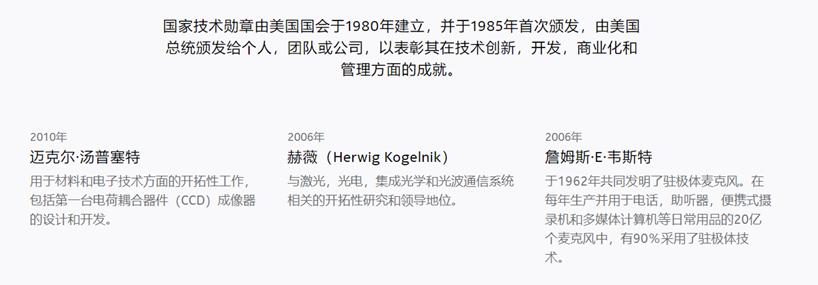 国家技术勋章由美国国会于1980年建立，并于1985年首次颁发，由美国
总统颁发给个人，团队或公司，以表彰其在技术创新，开发，商业化和
管理方面的成就。
2010年
迈克尔·汤普塞特
用于材料和电子技术方面的开拓性工作，
包括第一台电荷耦合器件（CCD）成像器
的设计和开发。
2006年
赫薇（Herwig Kogelnik）
与激光，光电，集成光学和光波通信系统
相关的开拓性研究和领导地位。
2006年
詹姆斯·E·韦斯特
于1962年共同发明了驻极体麦克风。在
每年生产并用于电话，助听器，便携式摄
录机和多媒体计算机等日常用品的20亿
个麦克风中，有90％采用了驻极体技
术。